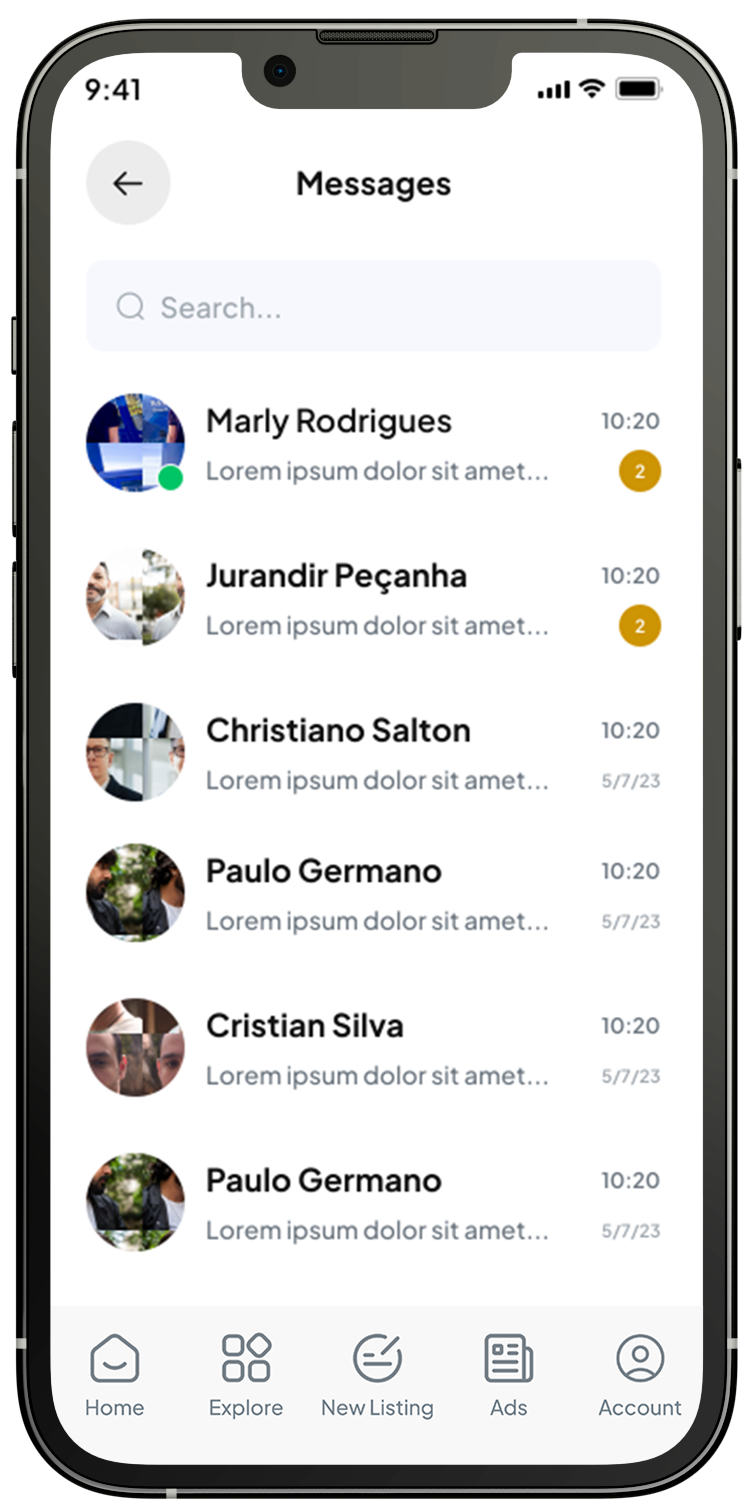 9:41
Messages
Search...
Marly Rodrigues 10:20
Lorem ipsum dolor sit amet... 2
Jurandir Peçanha 10:20
Lorem ipsum dolor sit amet... 2
Christiano Salton 10:20
Lorem ipsum dolor sit amet... 5/7/23
Paulo Germano 10:20
Lorem ipsum dolor sit amet... 5/7/23
Cristian Silva 10:20
Lorem ipsum dolor sit amet... 5/7/23
Paulo Germano 10:20
Lorem ipsum dolor sit amet... 5/7/23
Home Explore New Listing Ads Account